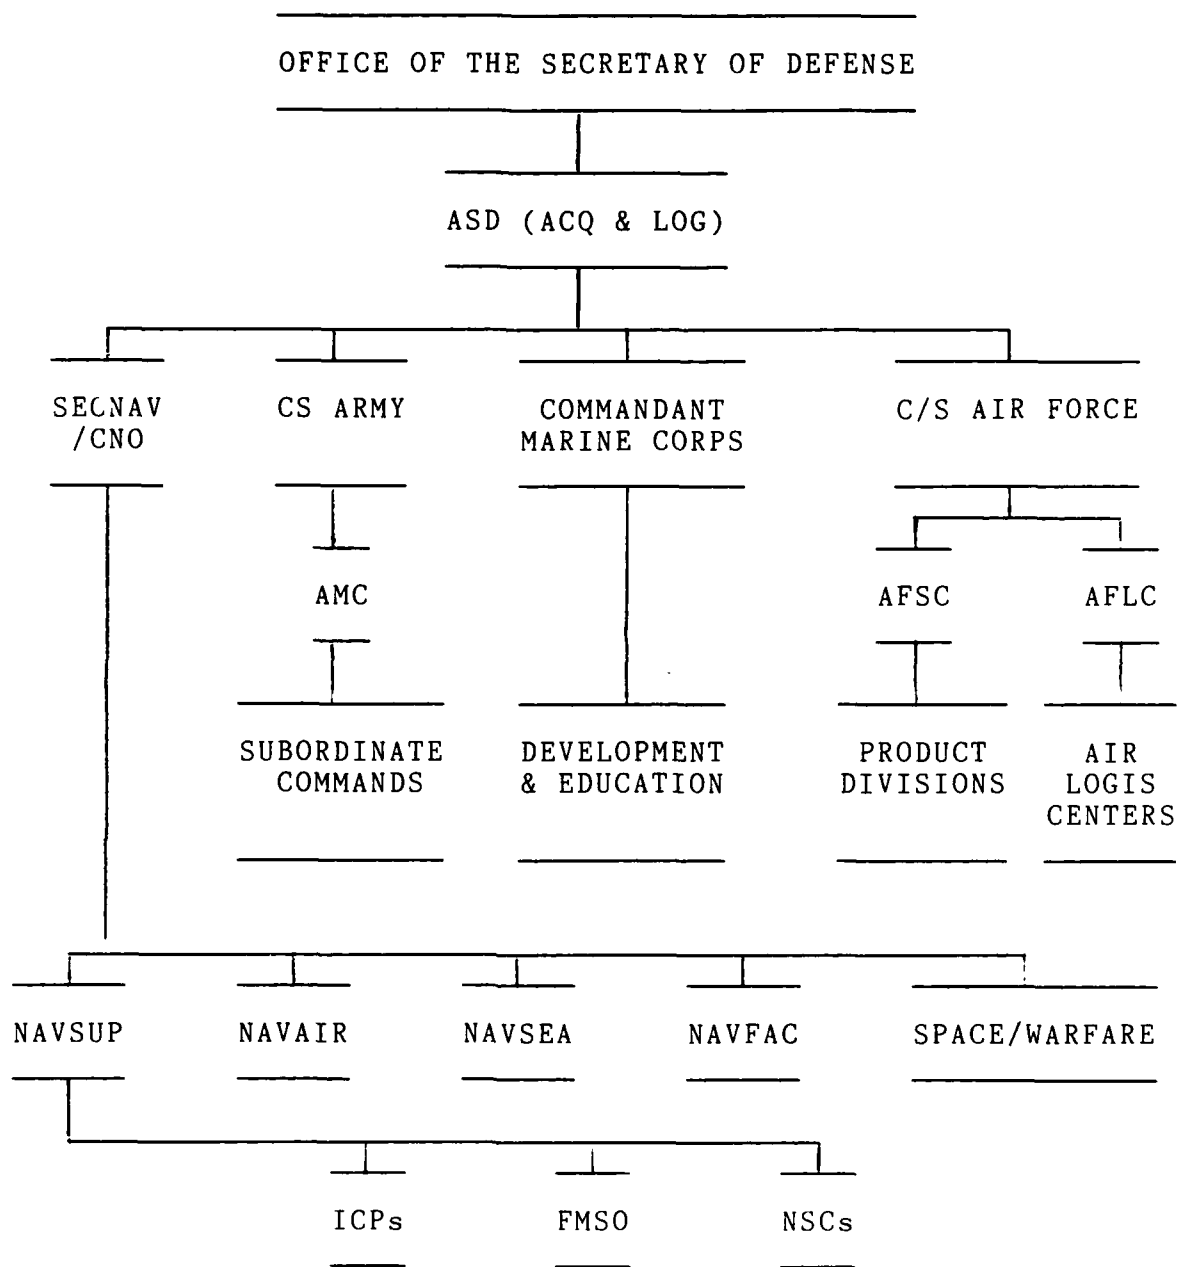 OFFICE OF THE SECRETARY OF DEFENSE
ASD (ACQ & LOG)
SECNAV
/CNO
CS ARMY
COMMANDANT
MARINE CORPS
C/S AIR FORCE
AMC
AFSC
AFLC
SUBORDINATE
COMMANDS
DEVELOPMENT
& EDUCATION
PRODUCT
DIVISIONS
AIR
LOGIS
CENTERS
NAVSUP
NAVAIR
NAVSEA
NAVFAC
SPACE/WARFARE
ICPs
FMSO
NSCs